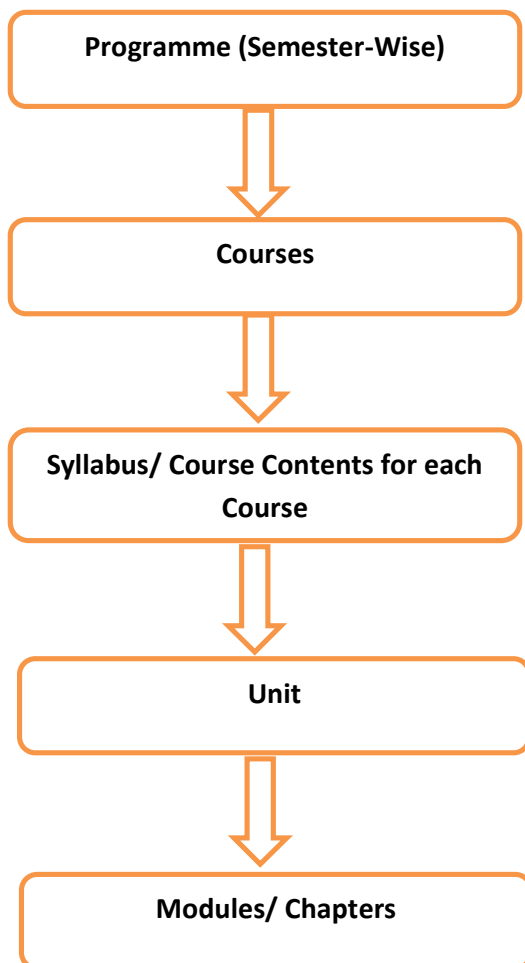 Programme (Semester-Wise)
Courses
Syllabus/ Course Contents for each
Course
Unit
Modules/ Chapters